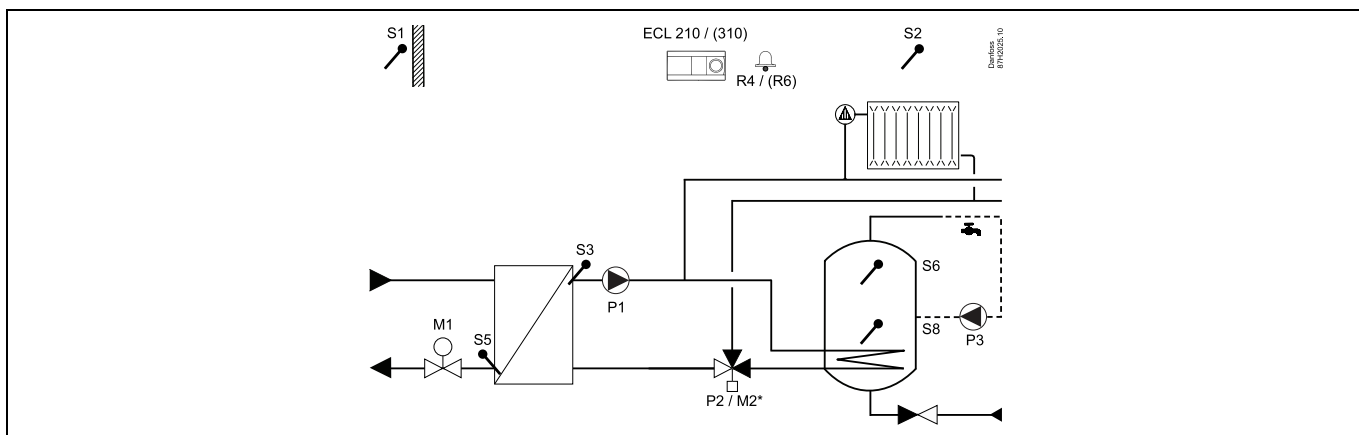 S1
ECL 210 / (310)
S2
Danfoss
87H2025.10
R4 / (R6)
S3
S6
P1
M1
S5
S8
P3
P2 / M2*